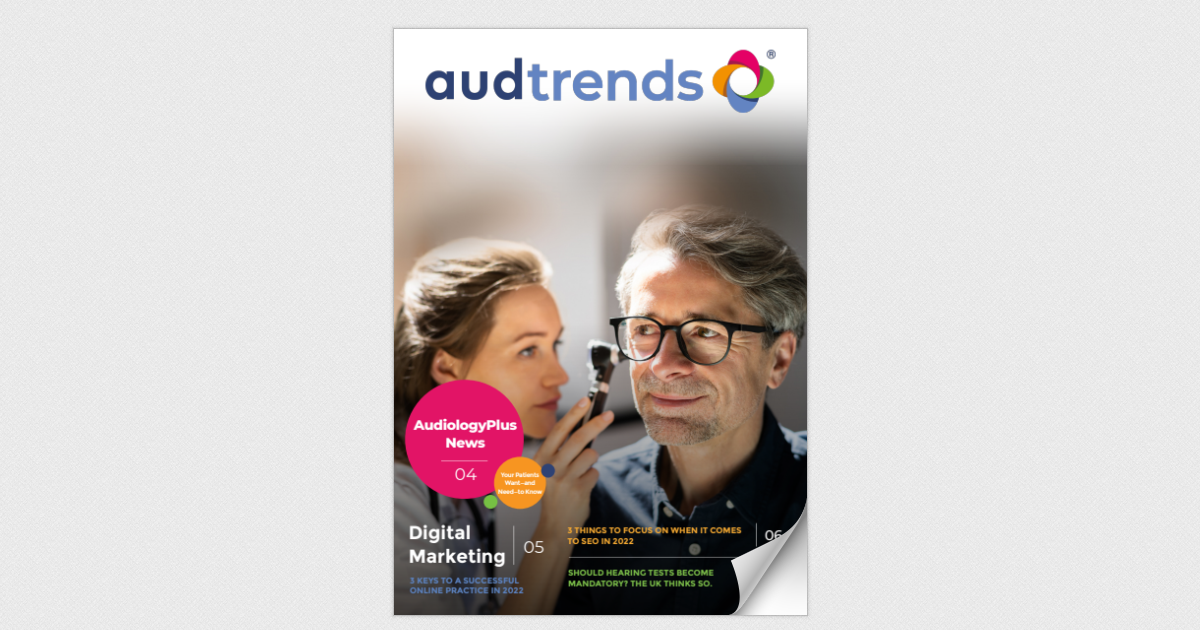 audtrends®
AudiologyPlus
News
04
Your Patients
Want–and
Need–to Know
Digital
Marketing
05
3 KEYS TO A SUCCESSFUL
ONLINE PRACTICE IN 2022
3 THINGS TO FOCUS ON WHEN IT COMES
TO SEO IN 2022
06
SHOULD HEARING TESTS BECOME
MANDATORY? THE UK THINKS SO.